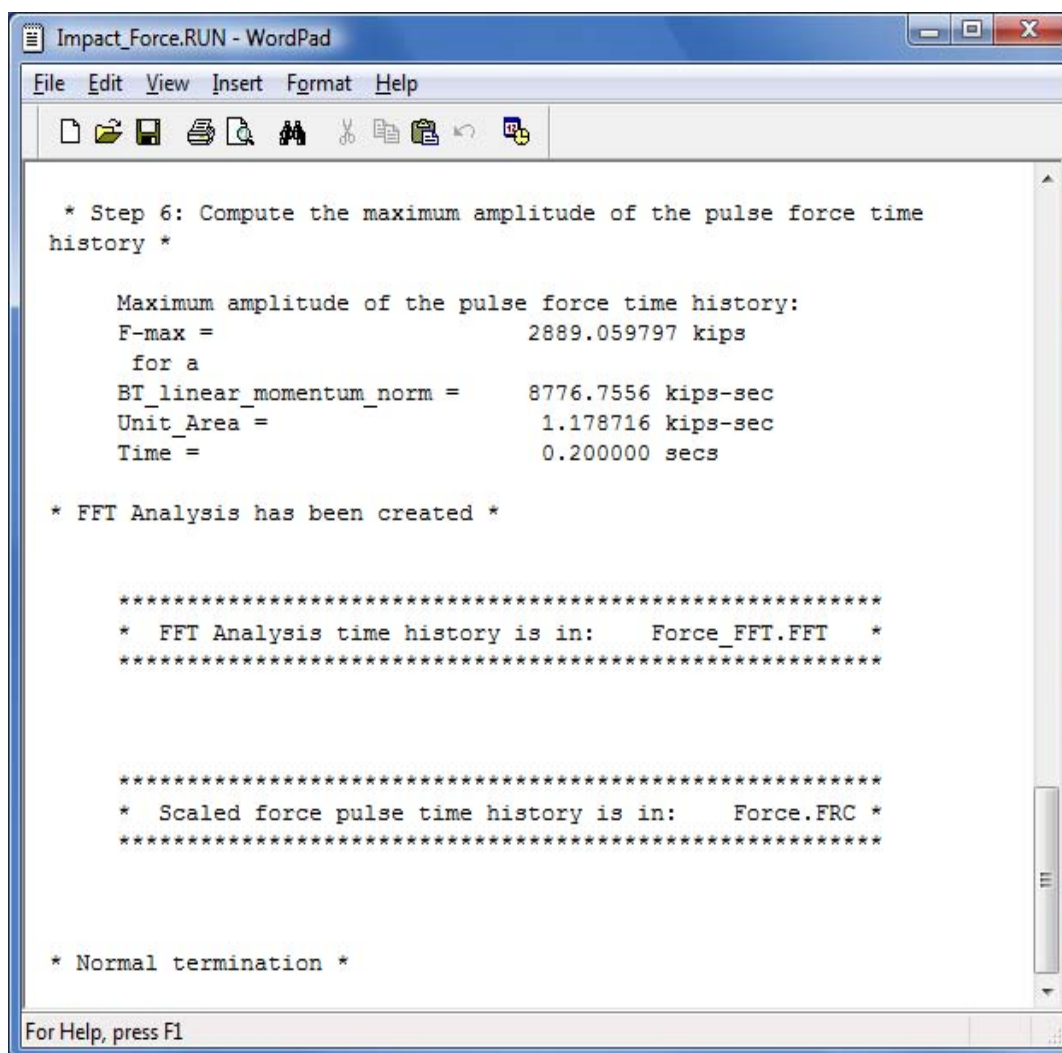 Impact_Force.RUN - WordPad
File Edit View Insert Format Help
* Step 6: Compute the maximum amplitude of the pulse force time
history *
Maximum amplitude of the pulse force time history:
F-max = 2889.059797 kips
for a
BT_linear_momentum_norm = 8776.7556 kips-sec
Unit_Area = 1.178716 kips-sec
Time = 0.200000 secs
* FFT Analysis has been created *
********************************************************
* FFT Analysis time history is in: Force_FFT.FFT *
********************************************************
********************************************************
* Scaled force pulse time history is in: Force.FRC *
********************************************************
* Normal termination *
For Help, press F1